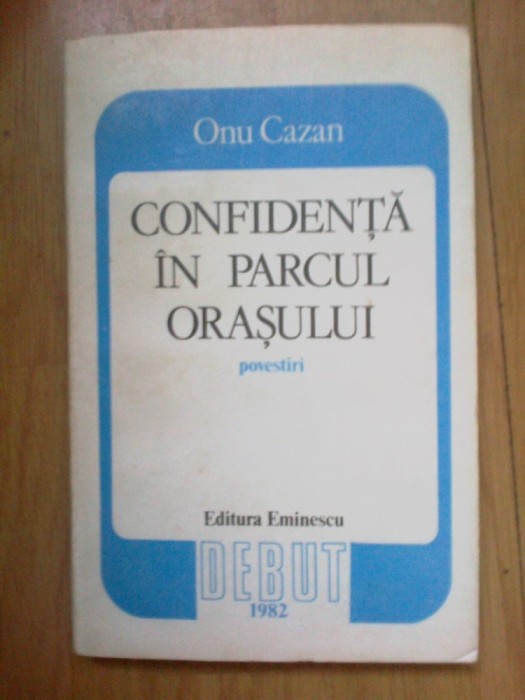 Onu Cazan
CONFIDENȚĂ
ÎN PARCUL
ORAȘULUI
povestiri
Editura Eminescu
DEBUT
1982